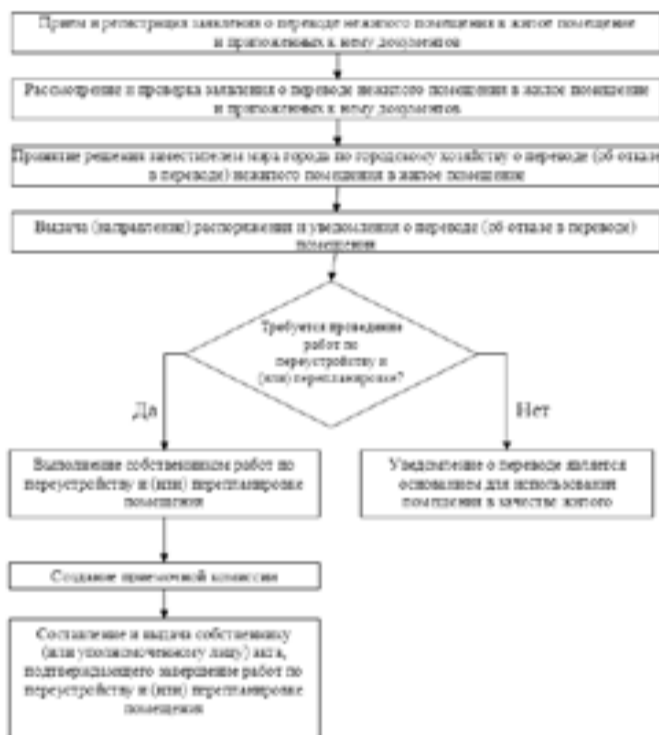 Прием и регистрация заявления о переводе нежилого помещения в жилое помещение
и приложенных к нему документов
Рассмотрение и проверка заявления о переводе нежилого помещения в жилое помещение
и приложенных к нему документов
Принятие решения заместителем мэра города по городскому хозяйству о переводе (об отказе
в переводе) нежилого помещения в жилое помещение
Выдача (направление) распоряжения и уведомления о переводе (об отказе в переводе)
помещения
Требуется проведение
работ по
переустройству и
(или) перепланировке?
Да
Нет
Выполнение собственником работ по
переустройству и (или) перепланировке
помещения
Уведомление о переводе является
основанием для использования
помещения в качестве жилого
Создание приемочной комиссии
Составление и выдача собственнику
(или уполномоченному лицу) акта,
подтверждающего завершение работ по
переустройству и (или) перепланировке
помещения